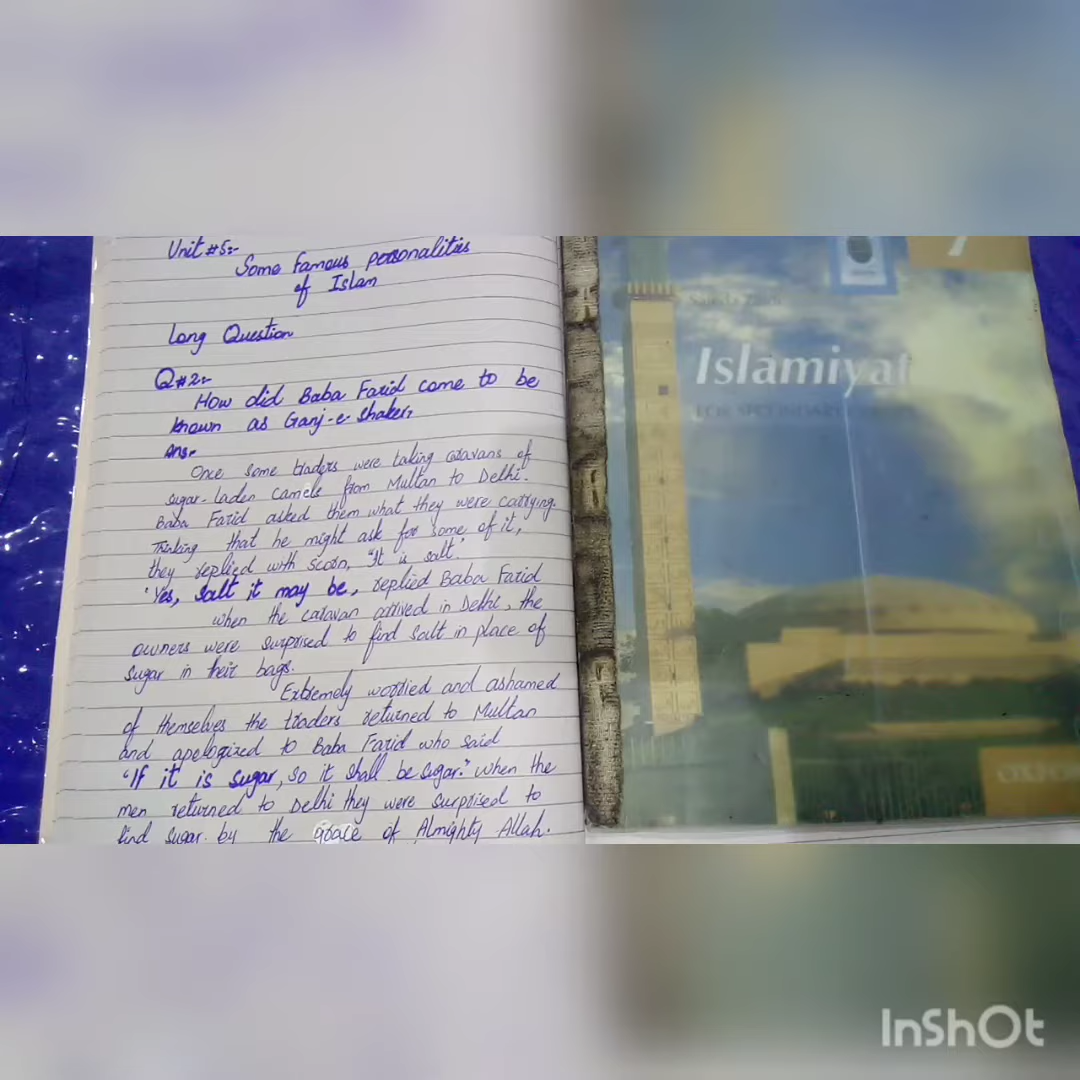 Unit #5:-
Some famous personalities
of Islam
Long Question
Q#2:-
How did Baba Farid came to be
known as Ganj-e-Shaker?
Ans-
Once some traders were taking caravans of
sugar-laden camels from Multan to Delhi.
Baba Farid asked them what they were carrying.
Thinking that he might ask for some of it,
they replied with scorn, "It is salt".
"Yes, salt it may be, replied Baba Farid
when the caravan arrived in Delhi, the
owners were surprised to find salt in place of
sugar in their bags.
Extremely worried and ashamed
of themselves the traders returned to Multan
and apologized to Baba Farid who said
"If it is sugar, so it shall be sugar." when the
men returned to Delhi they were surprised to
find sugar. by the grace of Almighty Allah.
7
Islamiyat
FOR SECONDARY
OXFORD
InShOt